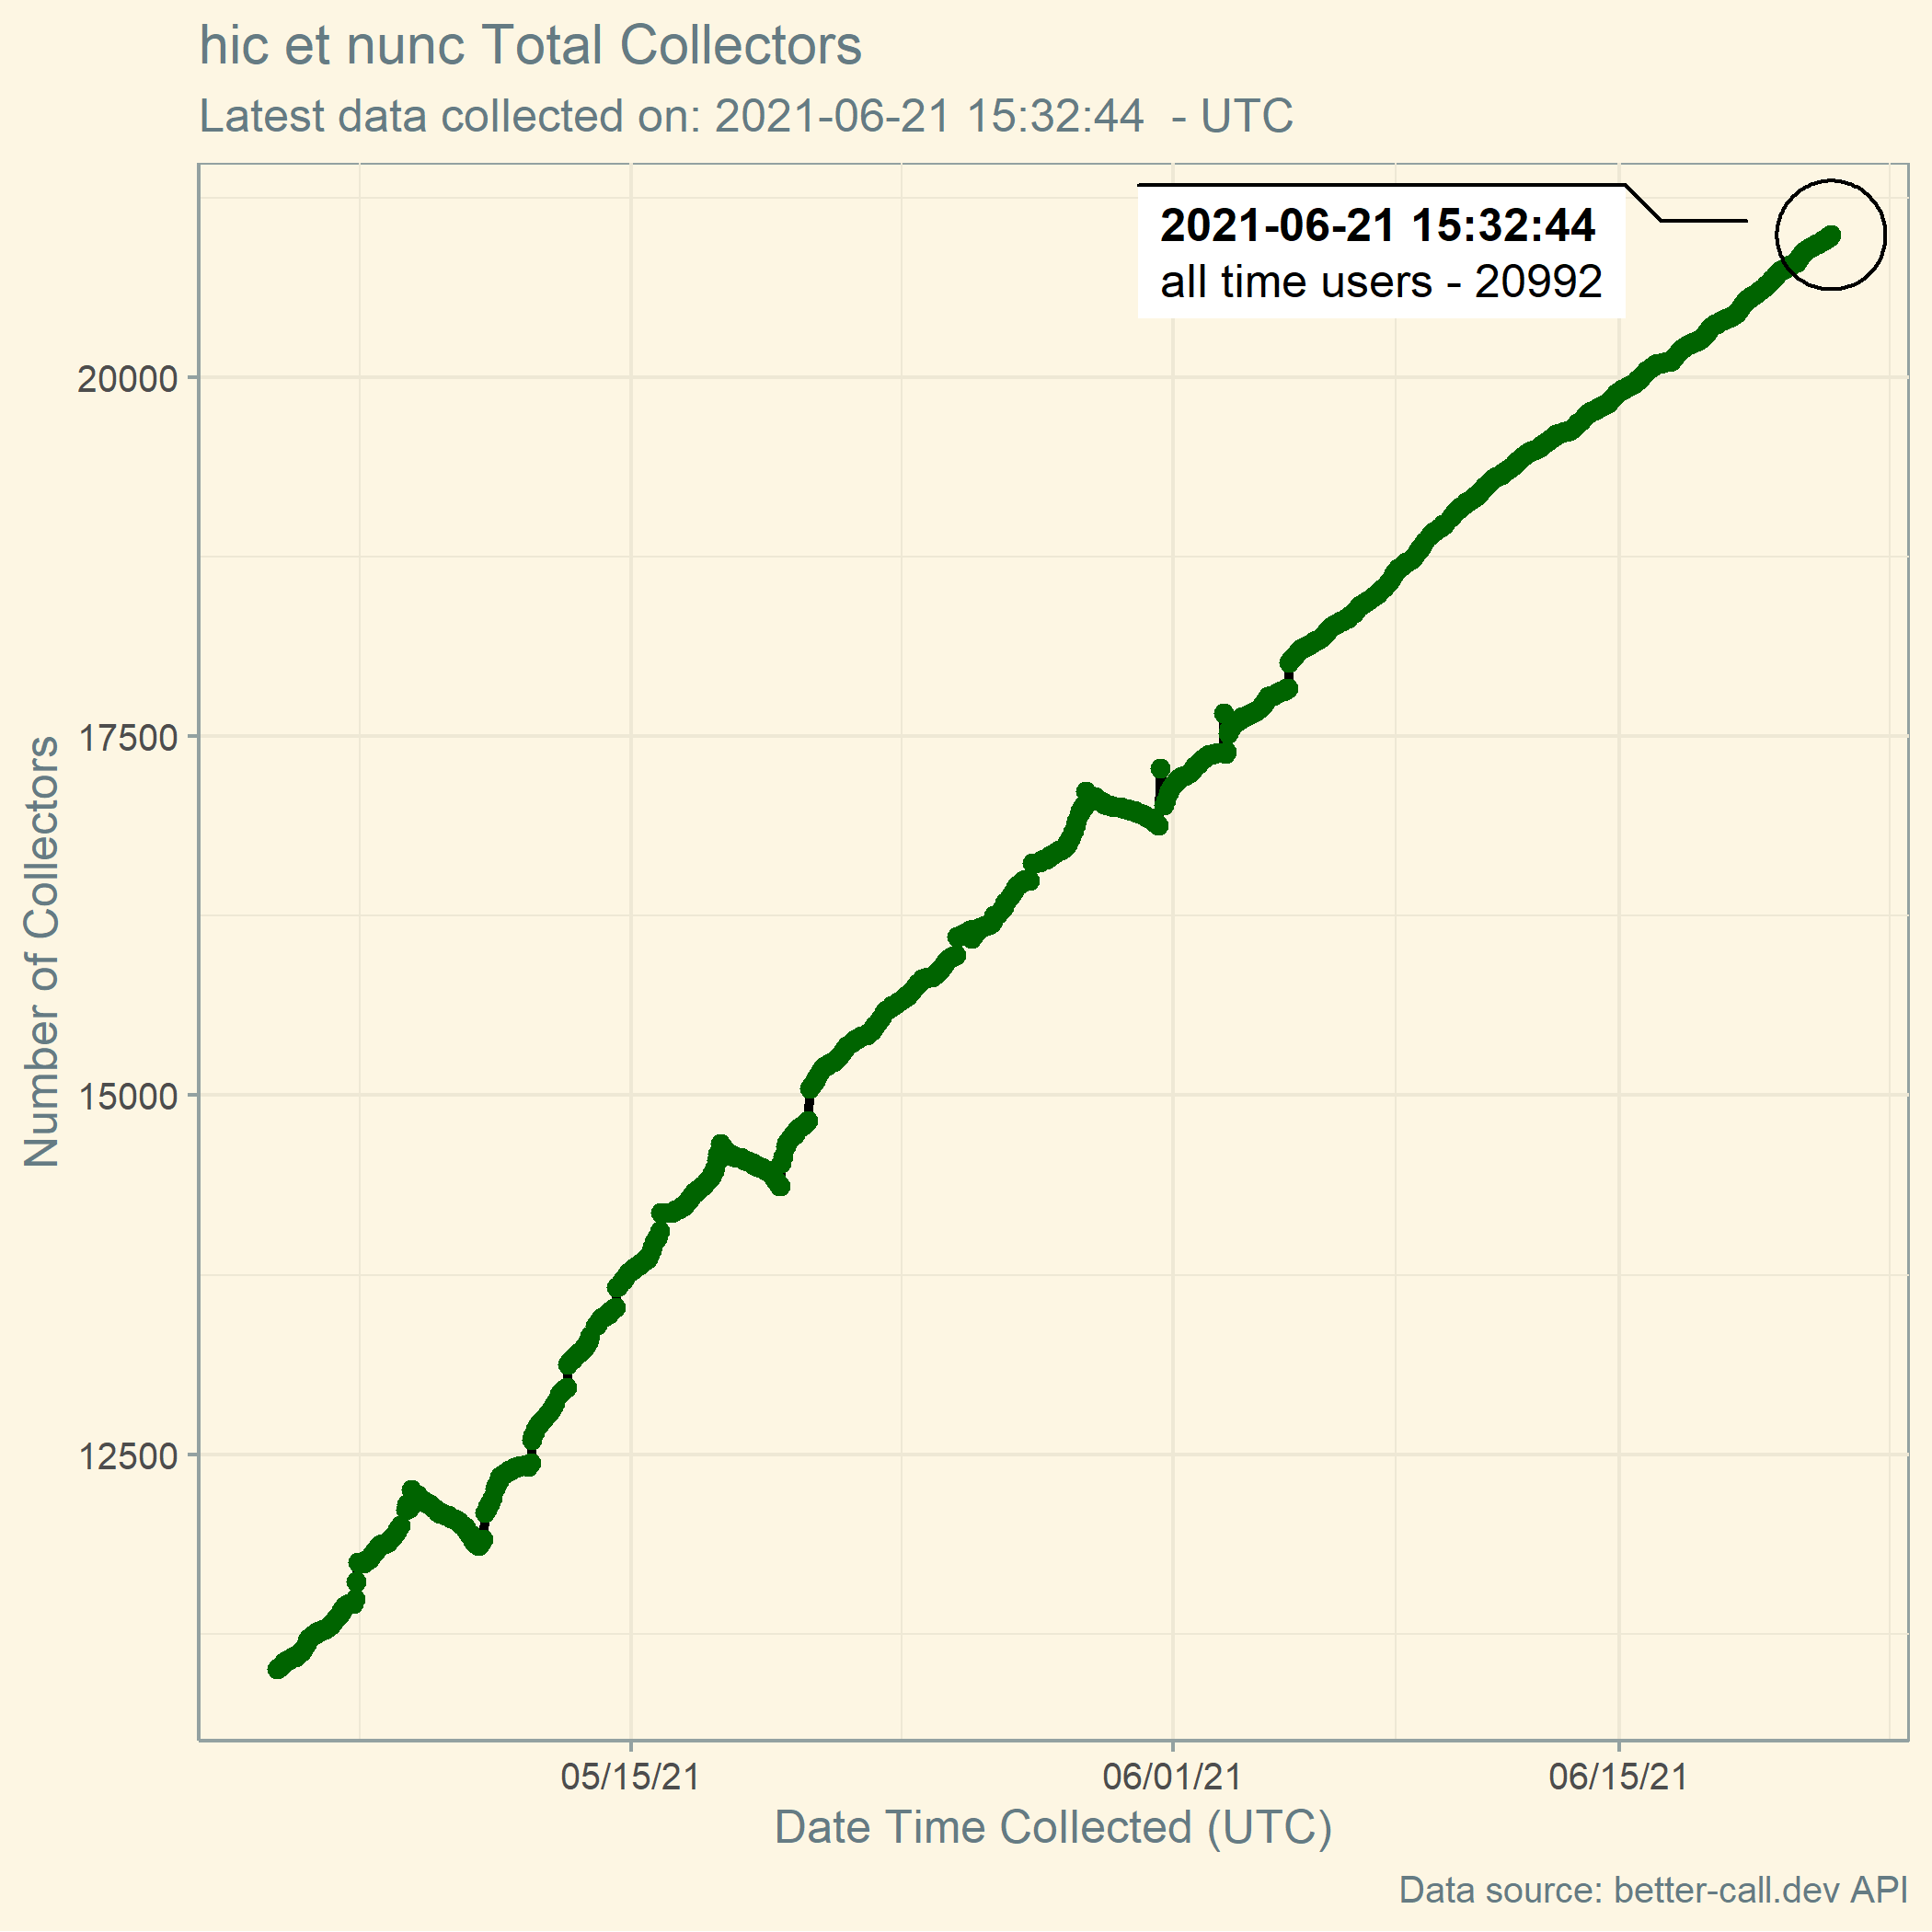 hic et nunc Total Collectors
Latest data collected on: 2021-06-21 15:32:44  - UTC
2021-06-21 15:32:44
all time users - 20992
Number of Collectors
20000
17500
15000
12500
05/15/21
06/01/21
06/15/21
Date Time Collected (UTC)
Data source: better-call.dev API